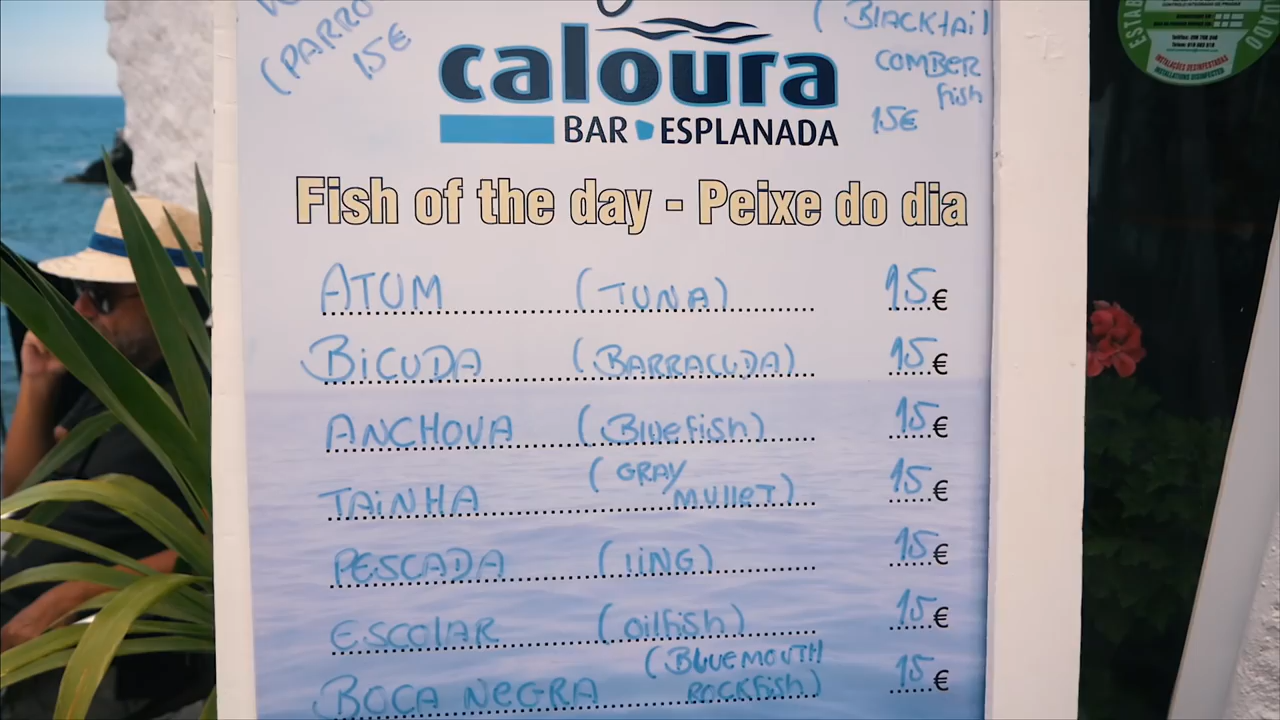 (PARRO
15€
(Blacktail
COMBER
fish
15€
caloura
BAR ESPLANADA
Fish of the day - Peixe do dia
ATUM (TUNA) 15€
BiCUDA (BARRACUDA) 15€
ANCHOVA (Bluefish) 15€
TAiNHA (GRAY MULLET) 15€
PESCADA (liNG) 15€
ESCOlAR (oilfish) 15€
BOCA NEGRA (BLUEMOUTH ROCKfish) 15€
INSTALAÇÕES DESINFESTADAS